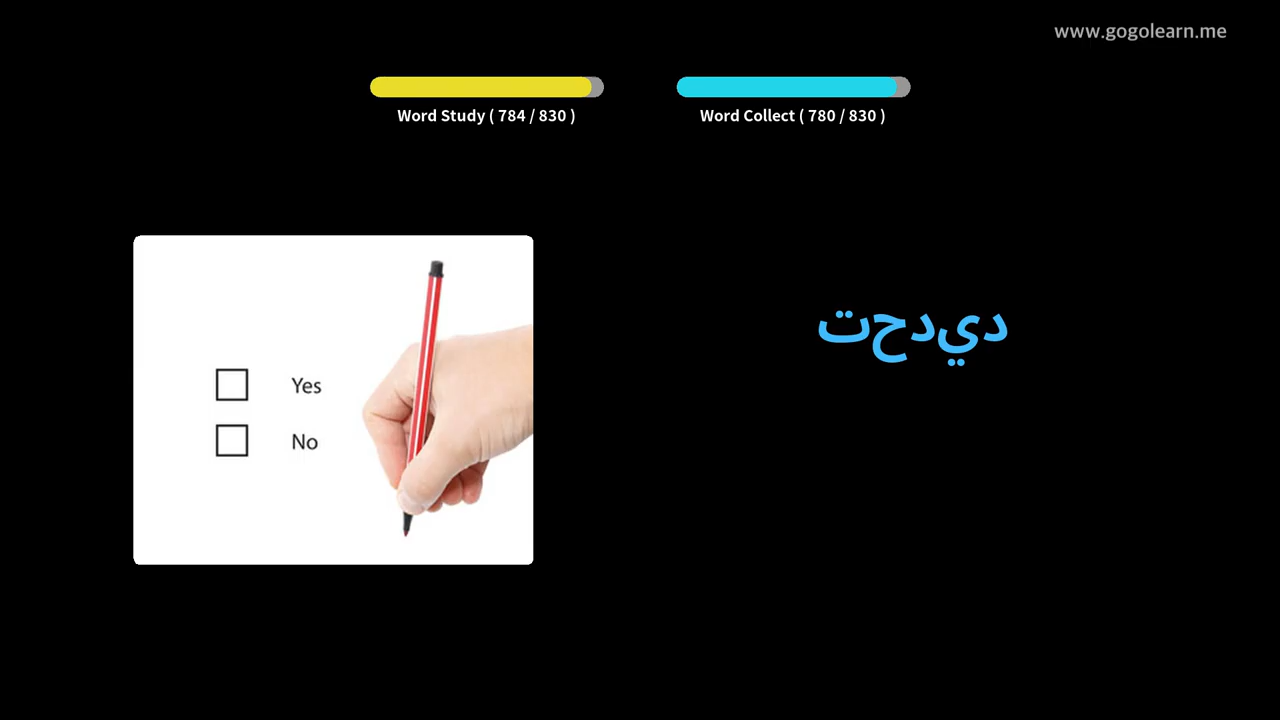 www.gogolearn.me
Word Study ( 784 / 830 )
Word Collect ( 780 / 830 )
تحديد
Yes
No